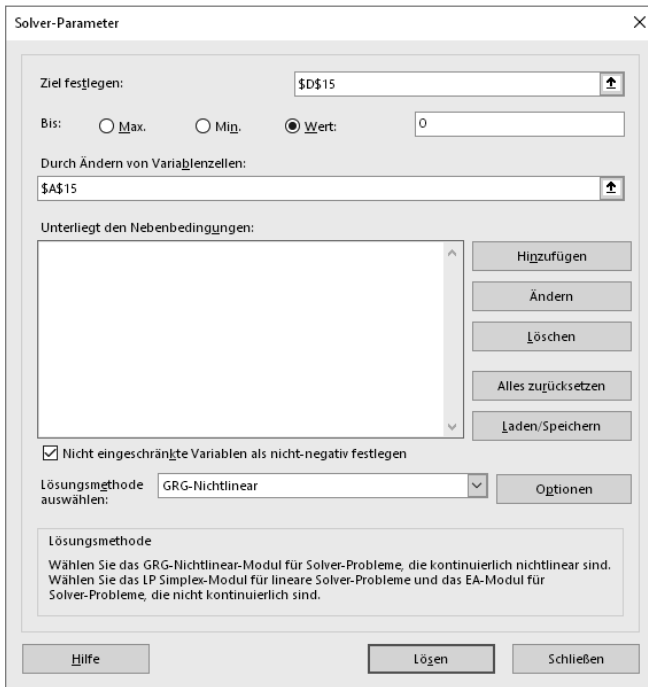 Solver-Parameter
Ziel festlegen: $D$15
Bis: Max. Min. Wert: 0
Durch Ändern von Variablenzellen:
$A$15
Unterliegt den Nebenbedingungen:
Hinzufügen
Ändern
Löschen
Alles zurücksetzen
Laden/Speichern
Nicht eingeschränkte Variablen als nicht-negativ festlegen
Lösungsmethode
auswählen:
GRG-Nichtlinear
Optionen
Lösungsmethode
Wählen Sie das GRG-Nichtlinear-Modul für Solver-Probleme, die kontinuierlich nichtlinear sind.
Wählen Sie das LP Simplex-Modul für lineare Solver-Probleme und das EA-Modul für
Solver-Probleme, die nicht kontinuierlich sind.
Hilfe Lösen Schließen